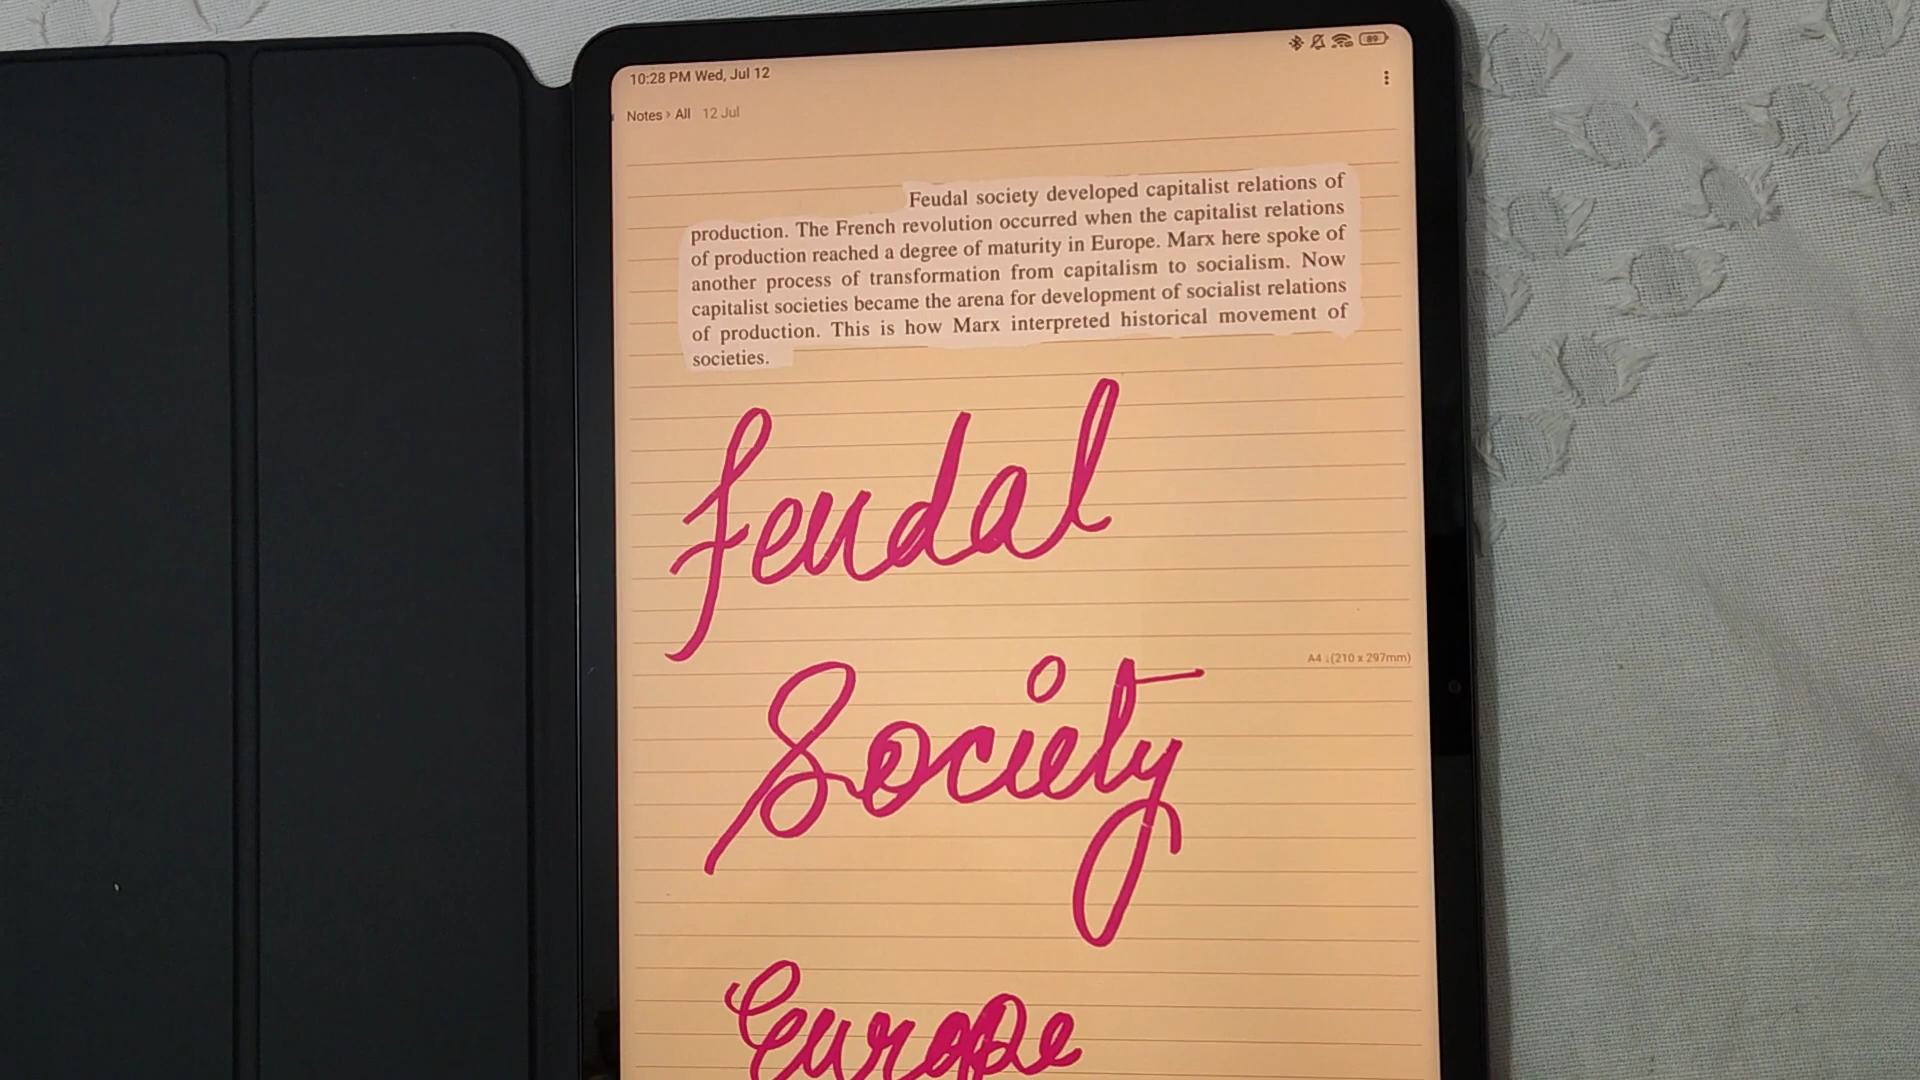 10:28 PM Wed, Jul 12
89
Notes › All 12 Jul
Feudal society developed capitalist relations of
production. The French revolution occurred when the capitalist relations
of production reached a degree of maturity in Europe. Marx here spoke of
another process of transformation from capitalism to socialism. Now
capitalist societies became the arena for development of socialist relations
of production. This is how Marx interpreted historical movement of
societies.
Feudal
A4 : (210 x 297mm)
Society
Europe